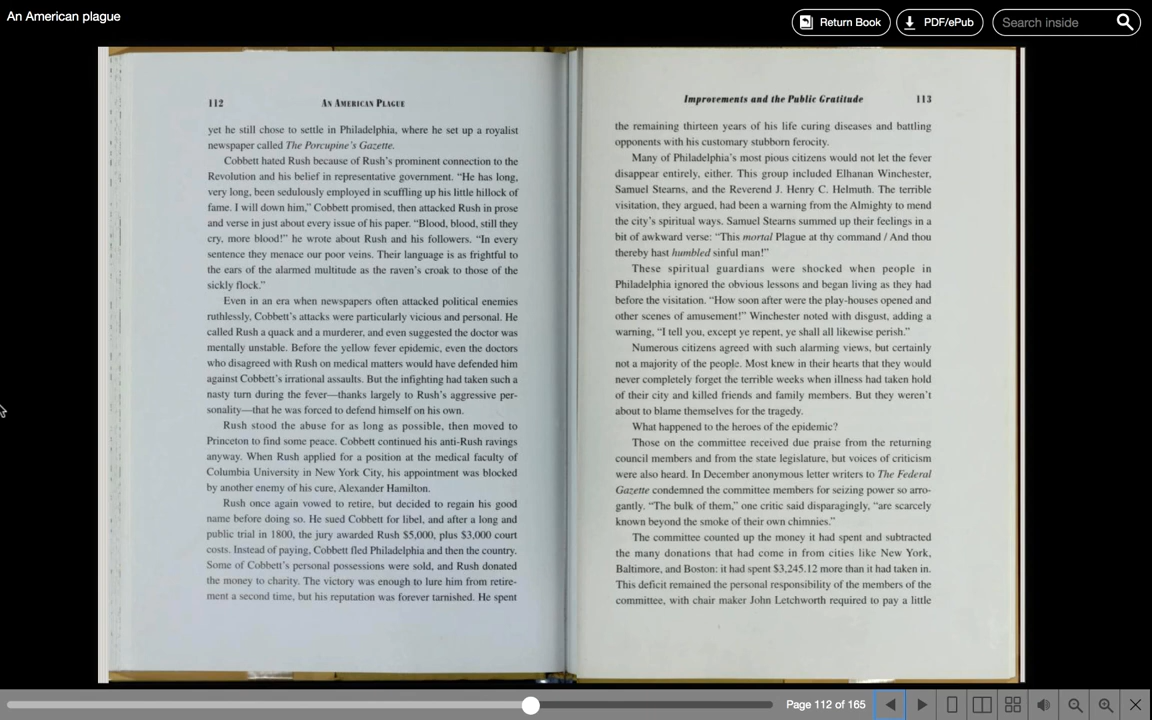 An American plague
Return Book
PDF/ePub
Search inside
112
AN AMERICAN PLAGUE
yet he still chose to settle in Philadelphia, where he set up a royalist
newspaper called The Porcupine's Gazette.
Cobbett hated Rush because of Rush's prominent connection to the
Revolution and his belief in representative government. “He has long,
very long, been sedulously employed in scuffling up his little hillock of
fame. I will down him,” Cobbett promised, then attacked Rush in prose
and verse in just about every issue of his paper. “Blood, blood, still they
cry, more blood!” he wrote about Rush and his followers. “In every
sentence they menace our poor veins. Their language is as frightful to
the ears of the alarmed multitude as the raven's croak to those of the
sickly flock.”
Even in an era when newspapers often attacked political enemies
ruthlessly, Cobbett's attacks were particularly vicious and personal. He
called Rush a quack and a murderer, and even suggested the doctor was
mentally unstable. Before the yellow fever epidemic, even the doctors
who disagreed with Rush on medical matters would have defended him
against Cobbett's irrational assaults. But the infighting had taken such a
nasty turn during the fever—thanks largely to Rush's aggressive per-
sonality—that he was forced to defend himself on his own.
Rush stood the abuse for as long as possible, then moved to
Princeton to find some peace. Cobbett continued his anti-Rush ravings
anyway. When Rush applied for a position at the medical faculty of
Columbia University in New York City, his appointment was blocked
by another enemy of his cure, Alexander Hamilton.
Rush once again vowed to retire, but decided to regain his good
name before doing so. He sued Cobbett for libel, and after a long and
public trial in 1800, the jury awarded Rush $5,000, plus $3,000 court
costs. Instead of paying, Cobbett fled Philadelphia and then the country.
Some of Cobbett's personal possessions were sold, and Rush donated
the money to charity. The victory was enough to lure him from retire-
ment a second time, but his reputation was forever tarnished. He spent
Improvements and the Public Gratitude
113
the remaining thirteen years of his life curing diseases and battling
opponents with his customary stubborn ferocity.
Many of Philadelphia's most pious citizens would not let the fever
disappear entirely, either. This group included Elhanan Winchester,
Samuel Stearns, and the Reverend J. Henry C. Helmuth. The terrible
visitation, they argued, had been a warning from the Almighty to mend
the city's spiritual ways. Samuel Stearns summed up their feelings in a
bit of awkward verse: “This mortal Plague at thy command / And thou
thereby hast humbled sinful man!”
These spiritual guardians were shocked when people in
Philadelphia ignored the obvious lessons and began living as they had
before the visitation. “How soon after were the play-houses opened and
other scenes of amusement!” Winchester noted with disgust, adding a
warning, “I tell you, except ye repent, ye shall all likewise perish.”
Numerous citizens agreed with such alarming views, but certainly
not a majority of the people. Most knew in their hearts that they would
never completely forget the terrible weeks when illness had taken hold
of their city and killed friends and family members. But they weren't
about to blame themselves for the tragedy.
What happened to the heroes of the epidemic?
Those on the committee received due praise from the returning
council members and from the state legislature, but voices of criticism
were also heard. In December anonymous letter writers to The Federal
Gazette condemned the committee members for seizing power so arro-
gantly. “The bulk of them,” one critic said disparagingly, “are scarcely
known beyond the smoke of their own chimnies.”
The committee counted up the money it had spent and subtracted
the many donations that had come in from cities like New York,
Baltimore, and Boston: it had spent $3,245.12 more than it had taken in.
This deficit remained the personal responsibility of the members of the
committee, with chair maker John Letchworth required to pay a little
Page 112 of 165